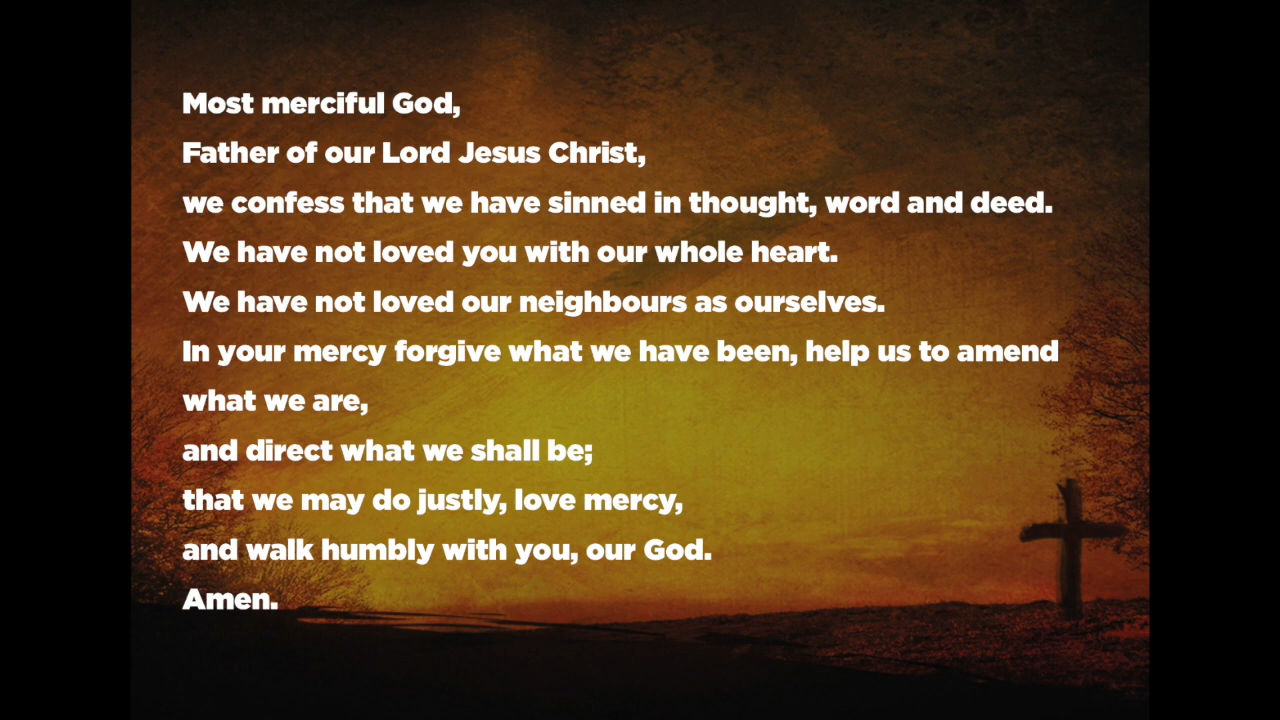 Most merciful God,
Father of our Lord Jesus Christ,
we confess that we have sinned in thought, word and deed.
We have not loved you with our whole heart.
We have not loved our neighbours as ourselves.
In your mercy forgive what we have been, help us to amend
what we are,
and direct what we shall be;
that we may do justly, love mercy,
and walk humbly with you, our God.
Amen.